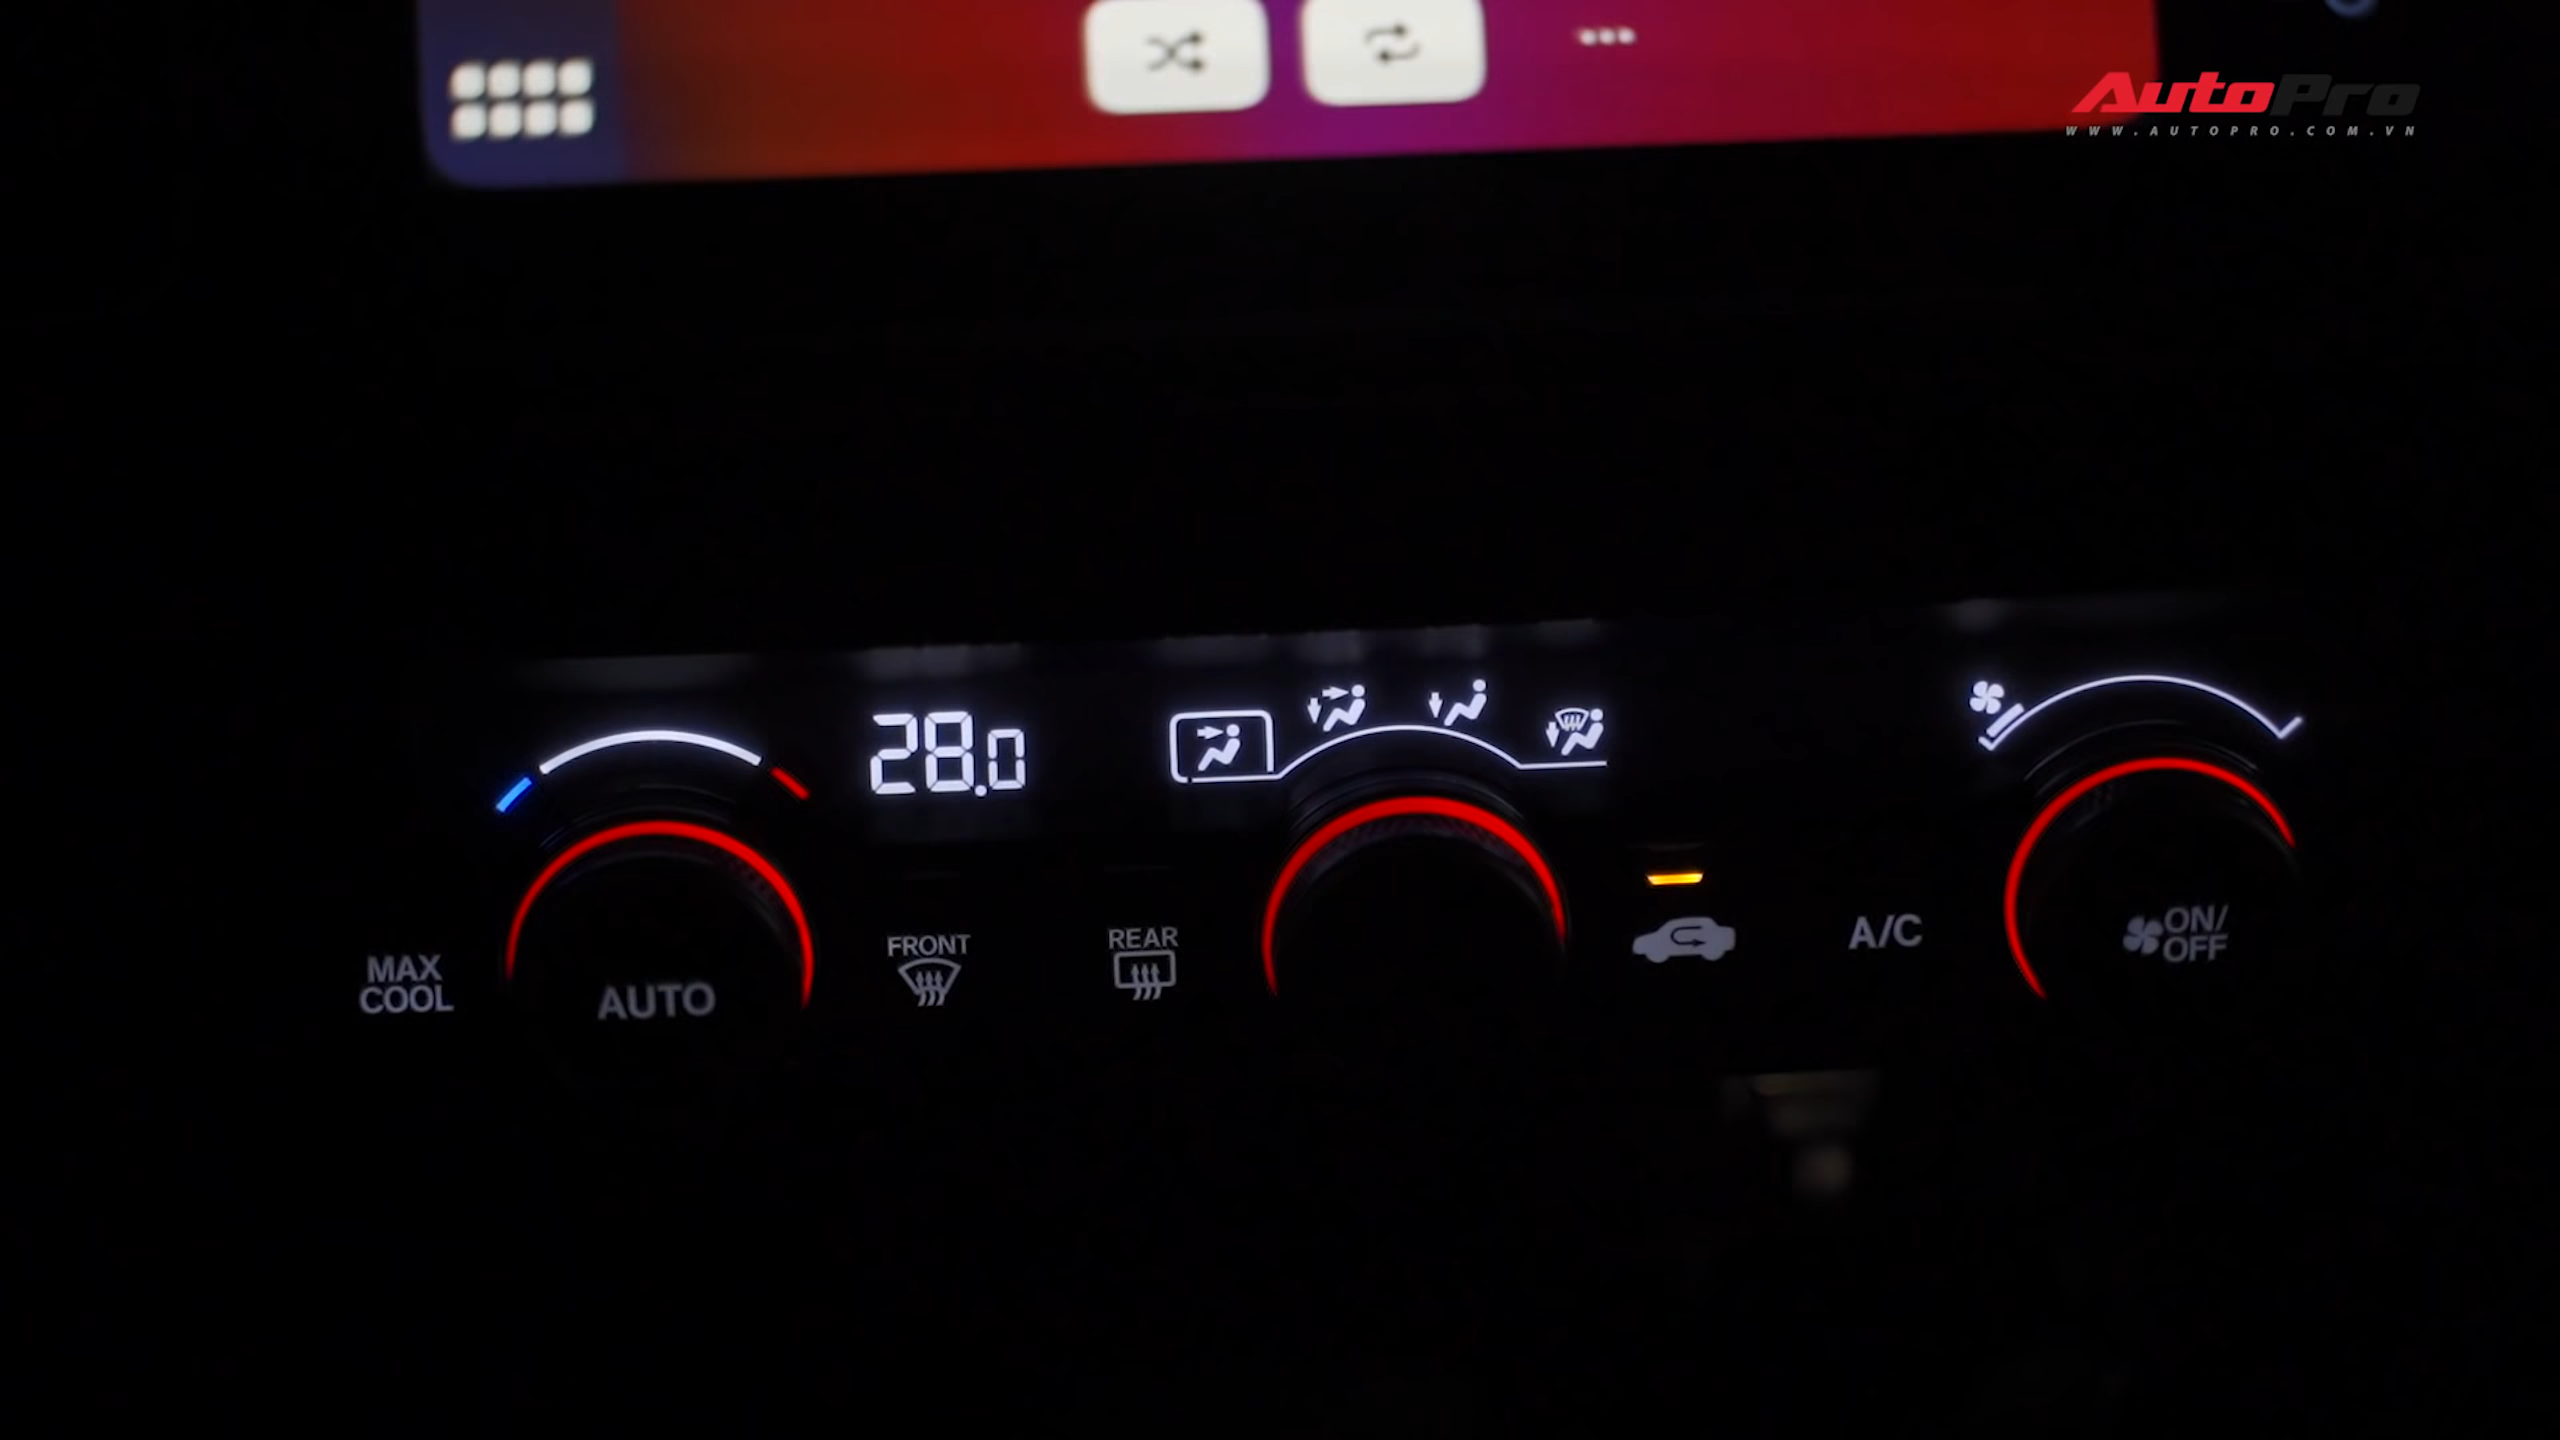 AutoPro
WWW.AUTOPRO.COM.VN
28.0
MAX
COOL
AUTO
FRONT
REAR
A/C
ON/
OFF